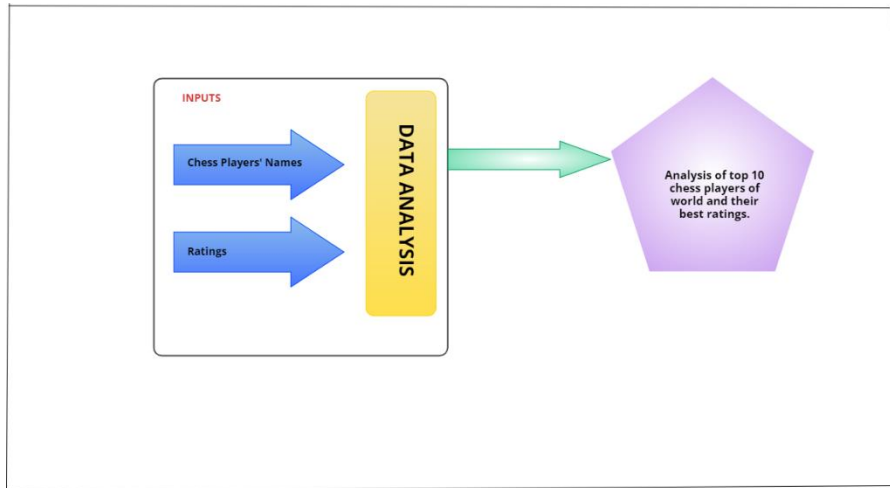 INPUTS
Chess Players' Names
Ratings
DATA ANALYSIS
Analysis of top 10
chess players of
world and their
best ratings.